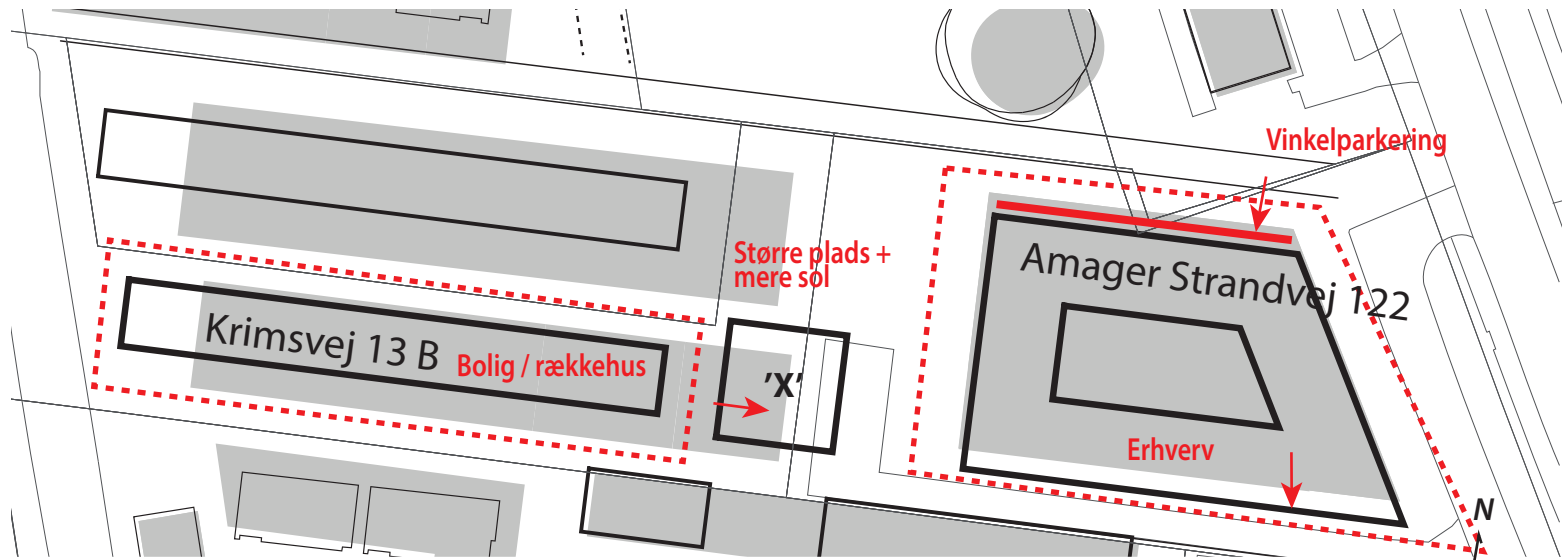 Vinkelparkering
Større plads +
mere sol
Amager Strandvej 122
Krimsvej 13 B
Bolig / rækkehus
'X'
Erhverv
N